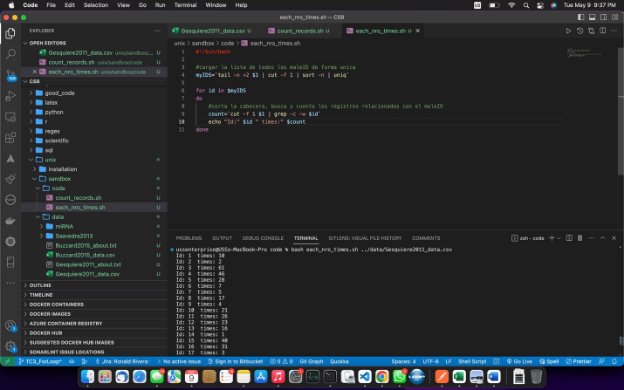 Code File Edit Selection View Go Run Terminal Window Help Tue May 9 9:37 PM
each_nro_times.sh — CSB
EXPLORER
OPEN EDITORS
Gesquiere2011_data.csv unix/sandbox/... U
count_records.sh unix/sandbox/code U
each_nro_times.sh unix/sandbox/... U
CSB
good_code
latex
python
r
regex
scientific
sql
unix
installation
sandbox
code
count_records.sh U
each_nro_times.sh U
data
miRNA
Saavedra2013
Buzzard2015_about.txt U
Buzzard2015_data.csv U
Gesquiere2011_about.txt U
Gesquiere2011_data.csv U
OUTLINE
TIMELINE
DOCKER CONTAINERS
DOCKER IMAGES
AZURE CONTAINER REGISTRY
DOCKER HUB
SUGGESTED DOCKER HUB IMAGES
SONARLINT ISSUE LOCATIONS
Gesquiere2011_data.csv U count_records.sh U each_nro_times.sh U
unix > sandbox > code > each_nro_times.sh
1 #!/bin/bash
2
3 #cargar la lista de todos los maleID de forma unica
4 myIDS=`tail -n +2 $1 | cut -f 1 | sort -n | uniq`
5
6 for id in $myIDS
7 do
8 #corta la cabecera, busca y cuenta los registros relacionados con el maleID
9 count=`cut -f 1 $1 | grep -c -w $id`
10 echo "Id:" $id " times:" $count
11 done
PROBLEMS OUTPUT DEBUG CONSOLE TERMINAL GITLENS: VISUAL FILE HISTORY COMMENTS zsh - code
ussenterprise@USSs-MacBook-Pro code % bash each_nro_times.sh ../data/Gesquiere2011_data.csv
Id: 1 times: 10
Id: 2 times: 2
Id: 3 times: 61
Id: 4 times: 46
Id: 5 times: 28
Id: 6 times: 7
Id: 7 times: 5
Id: 8 times: 17
Id: 9 times: 4
Id: 10 times: 21
Id: 11 times: 26
Id: 12 times: 23
Id: 13 times: 16
Id: 14 times: 1
Id: 15 times: 40
Id: 16 times: 31
Id: 17 times: 3
TC3_ForLoop* Jira: Ronald Rivera: No active issue Sign in to Bitbucket 0 0 Git Graph Quokka Spaces: 4 UTF-8 LF Shell Script Go Live Spell Prettier